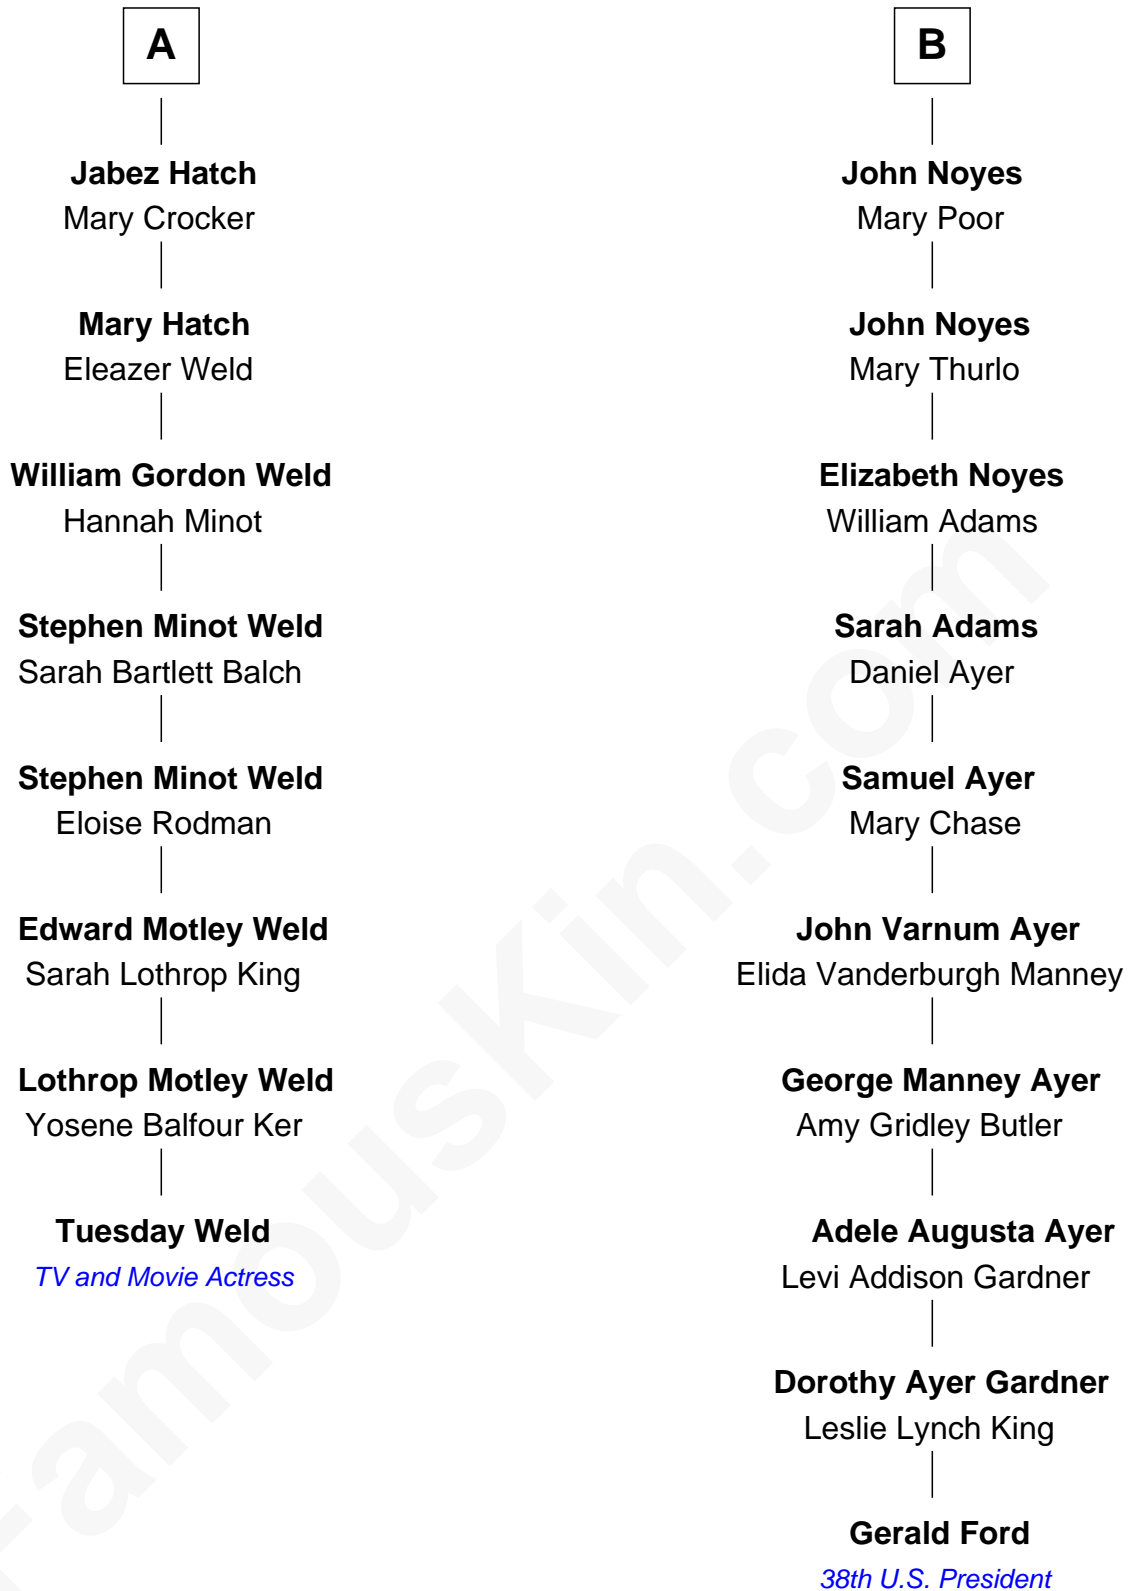 A
Jabez Hatch
Mary Crocker
Mary Hatch
Eleazer Weld
William Gordon Weld
Hannah Minot
Stephen Minot Weld
Sarah Bartlett Balch
Stephen Minot Weld
Eloise Rodman
Edward Motley Weld
Sarah Lothrop King
Lothrop Motley Weld
Yosene Balfour Ker
Tuesday Weld
TV and Movie Actress
B
John Noyes
Mary Poor
John Noyes
Mary Thurlo
Elizabeth Noyes
William Adams
Sarah Adams
Daniel Ayer
Samuel Ayer
Mary Chase
John Varnum Ayer
Elida Vanderburgh Manney
George Manney Ayer
Amy Gridley Butler
Adele Augusta Ayer
Levi Addison Gardner
Dorothy Ayer Gardner
Leslie Lynch King
Gerald Ford
38th U.S. President
FamousKin.com